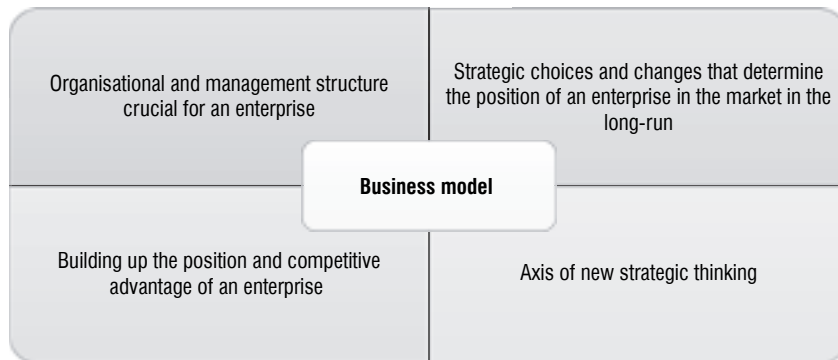 Organisational and management structure
crucial for an enterprise
Strategic choices and changes that determine
the position of an enterprise in the market in the
long-run
Business model
Building up the position and competitive
advantage of an enterprise
Axis of new strategic thinking